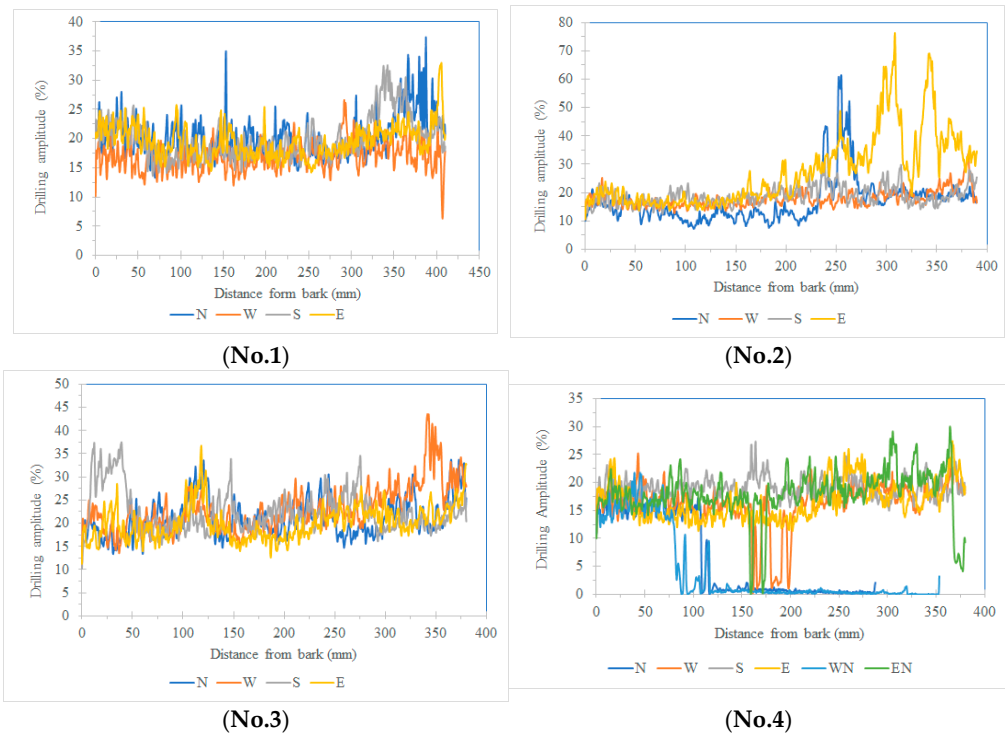 40
35
30
25
20
15
10
5
0
Drilling amplitude (%)
0 50 100 150 200 250 300 350 400 450
Distance form bark (mm)
N W S E
(No.1)
80
70
60
50
40
30
20
10
0
Drilling amplitude (%)
0 50 100 150 200 250 300 350 400
Distance from bark (mm)
N W S E
(No.2)
50
45
40
35
30
25
20
15
10
5
0
Drilling amplitude (%)
0 50 100 150 200 250 300 350 400
Distance from bark (mm)
N W S E
(No.3)
35
30
25
20
15
10
5
0
Drilling Amplitude (%)
0 50 100 150 200 250 300 350 400
Distance from bark (mm)
N W S E WN EN
(No.4)